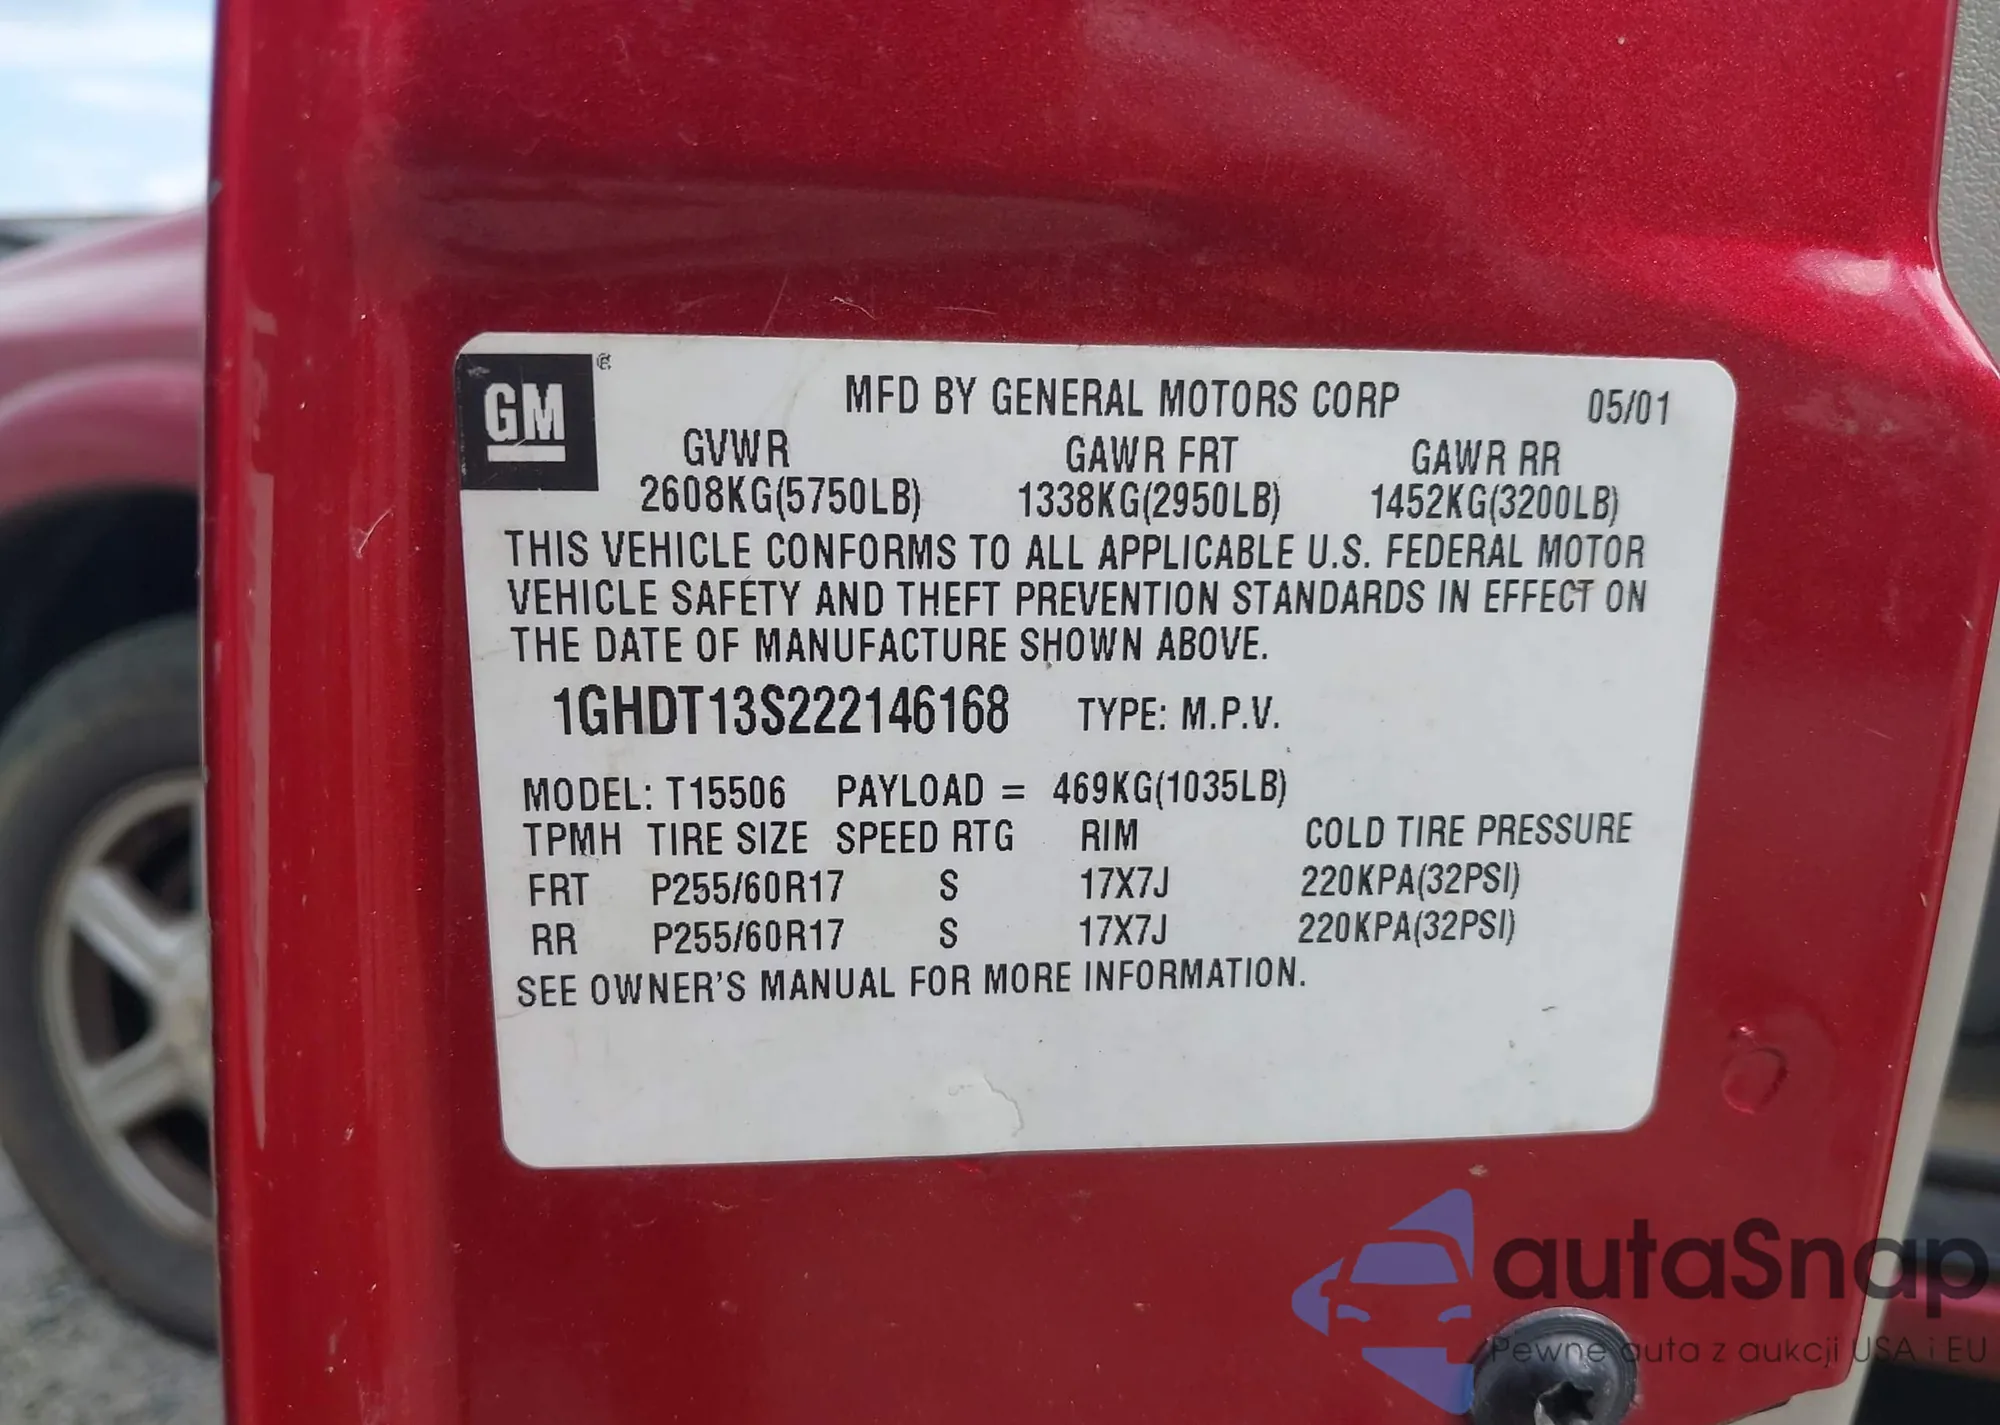 GM
MFD BY GENERAL MOTORS CORP 05/01
GVWR GAWR FRT GAWR RR
2608KG(5750LB) 1338KG(2950LB) 1452KG(3200LB)
THIS VEHICLE CONFORMS TO ALL APPLICABLE U.S. FEDERAL MOTOR
VEHICLE SAFETY AND THEFT PREVENTION STANDARDS IN EFFECT ON
THE DATE OF MANUFACTURE SHOWN ABOVE.
1GHDT13S222146168 TYPE: M.P.V.
MODEL: T15506 PAYLOAD = 469KG(1035LB)
TPMH TIRE SIZE SPEED RTG RIM COLD TIRE PRESSURE
FRT P255/60R17 S 17X7J 220KPA(32PSI)
RR P255/60R17 S 17X7J 220KPA(32PSI)
SEE OWNER'S MANUAL FOR MORE INFORMATION.
autaSnap
Pewne auta z aukcji USA i EU